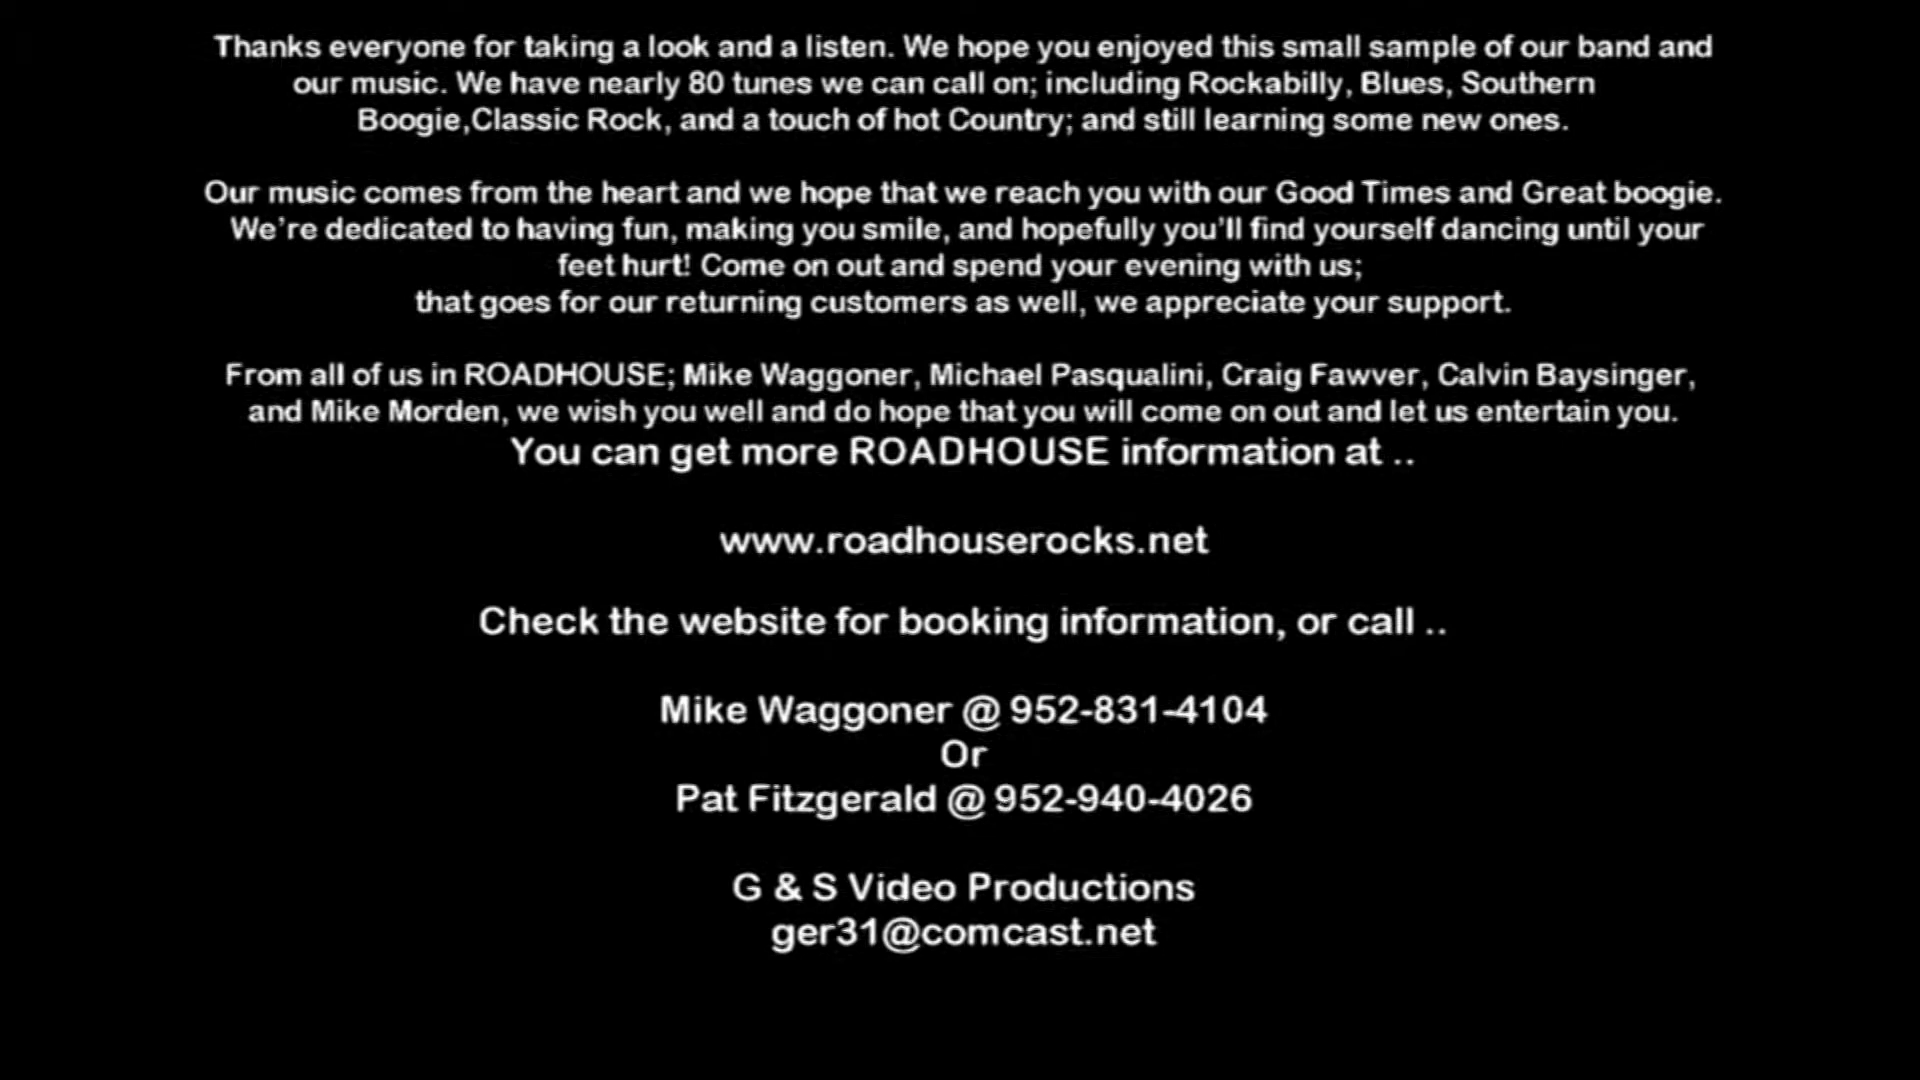 Thanks everyone for taking a look and a listen. We hope you enjoyed this small sample of our band and
our music. We have nearly 80 tunes we can call on; including Rockabilly, Blues, Southern
Boogie,Classic Rock, and a touch of hot Country; and still learning some new ones.
Our music comes from the heart and we hope that we reach you with our Good Times and Great boogie.
We’re dedicated to having fun, making you smile, and hopefully you’ll find yourself dancing until your
feet hurt! Come on out and spend your evening with us;
that goes for our returning customers as well, we appreciate your support.
From all of us in ROADHOUSE; Mike Waggoner, Michael Pasqualini, Craig Fawver, Calvin Baysinger,
and Mike Morden, we wish you well and do hope that you will come on out and let us entertain you.
You can get more ROADHOUSE information at ..
www.roadhouserocks.net
Check the website for booking information, or call ..
Mike Waggoner @ 952-831-4104
Or
Pat Fitzgerald @ 952-940-4026
G & S Video Productions
ger31@comcast.net